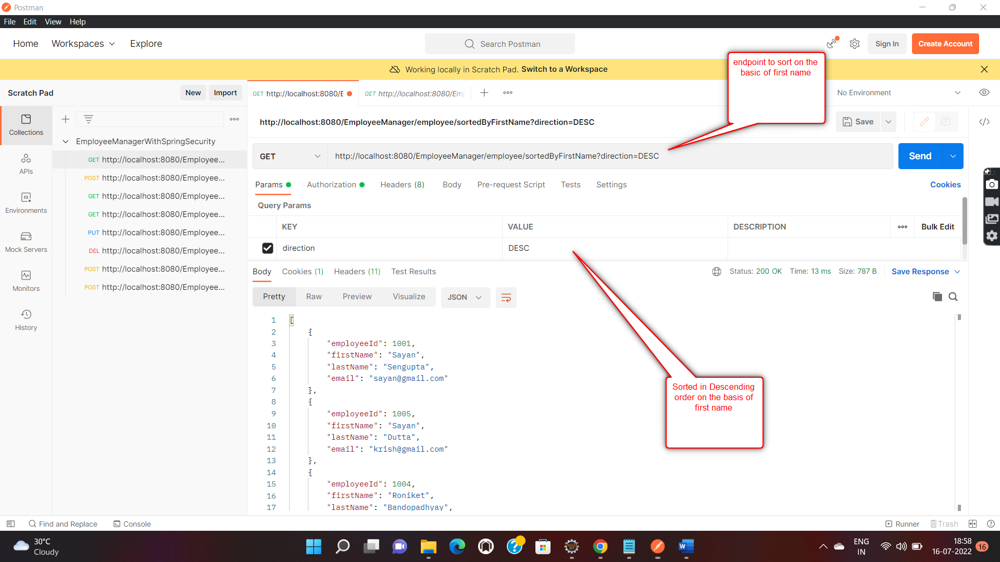 Postman
File Edit View Help
Home Workspaces Explore
Search Postman
Sign In
Create Account
Working locally in Scratch Pad. Switch to a Workspace
endpoint to sort on the
basic of first name
Scratch Pad
New
Import
GET http://localhost:8080/E
GET http://localhost:8080/Em
No Environment
Collections
APIs
Environments
Mock Servers
Monitors
History
EmployeeManagerWithSpringSecurity
GET http://localhost:8080/Employee...
POST http://localhost:8080/Employee...
GET http://localhost:8080/Employee...
GET http://localhost:8080/Employee...
PUT http://localhost:8080/Employee...
DEL http://localhost:8080/Employee...
POST http://localhost:8080/Employee...
POST http://localhost:8080/Employee...
http://localhost:8080/EmployeeManager/employee/sortedByFirstName?direction=DESC
Save
GET
http://localhost:8080/EmployeeManager/employee/sortedByFirstName?direction=DESC
Send
Params Authorization Headers (8) Body Pre-request Script Tests Settings
Cookies
Query Params
KEY VALUE DESCRIPTION Bulk Edit
direction DESC
Body Cookies (1) Headers (11) Test Results
Status: 200 OK Time: 13 ms Size: 787 B Save Response
Pretty Raw Preview Visualize JSON
1 [
2 {
3 "employeeId": 1001,
4 "firstName": "Sayan",
5 "lastName": "Sengupta",
6 "email": "sayan@gmail.com"
7 },
8 {
9 "employeeId": 1005,
10 "firstName": "Sayan",
11 "lastName": "Dutta",
12 "email": "krish@gmail.com"
13 },
14 {
15 "employeeId": 1004,
16 "firstName": "Roniket",
17 "lastName": "Bandopadhyay",
Sorted in Descending
order on the basis of
first name
Find and Replace Console
Runner Trash
30°C
Cloudy
ENG
IN
18:58
16-07-2022
16